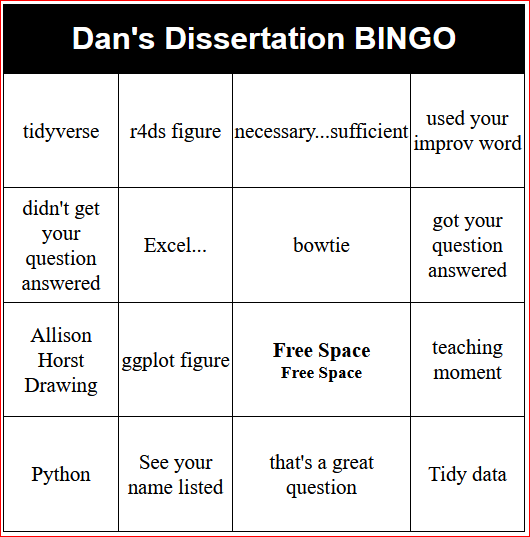 Dan's Dissertation BINGO
tidyverse
r4ds figure
necessary...sufficient
used your
improv word
didn't get
your
question
answered
Excel...
bowtie
got your
question
answered
Allison
Horst
Drawing
ggplot figure
Free Space
Free Space
teaching
moment
Python
See your
name listed
that's a great
question
Tidy data